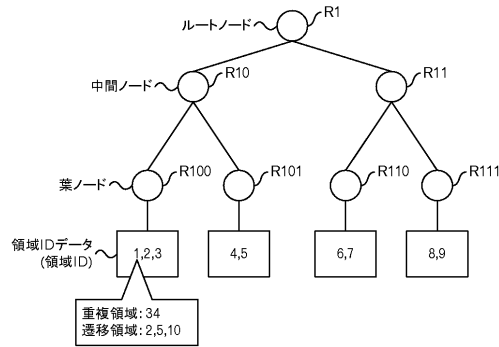 ルートノード R1
中間ノード R10 R11
葉ノード R100 R101 R110 R111
領域IDデータ
(領域ID)
1,2,3 4,5 6,7 8,9
重複領域:34
遷移領域:2,5,10